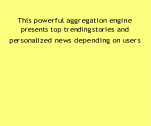 This powerful aggregation engine
presents top trendingstories and
personalized news depending on users